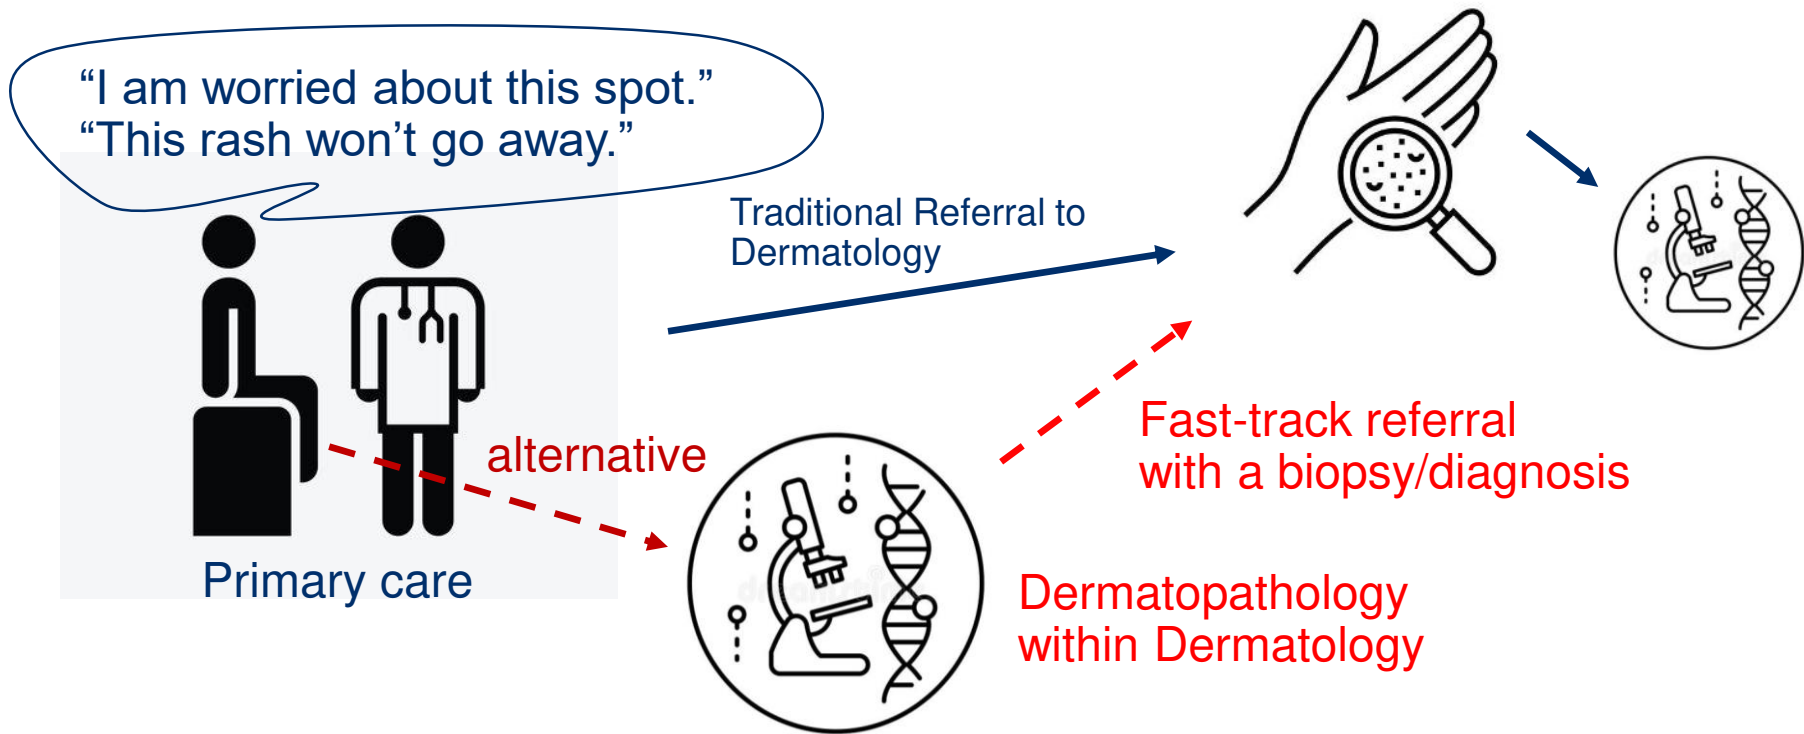 “I am worried about this spot.”
“This rash won’t go away.”
Traditional Referral to
Dermatology
alternative
Fast-track referral
with a biopsy/diagnosis
Primary care
Dermatopathology
within Dermatology